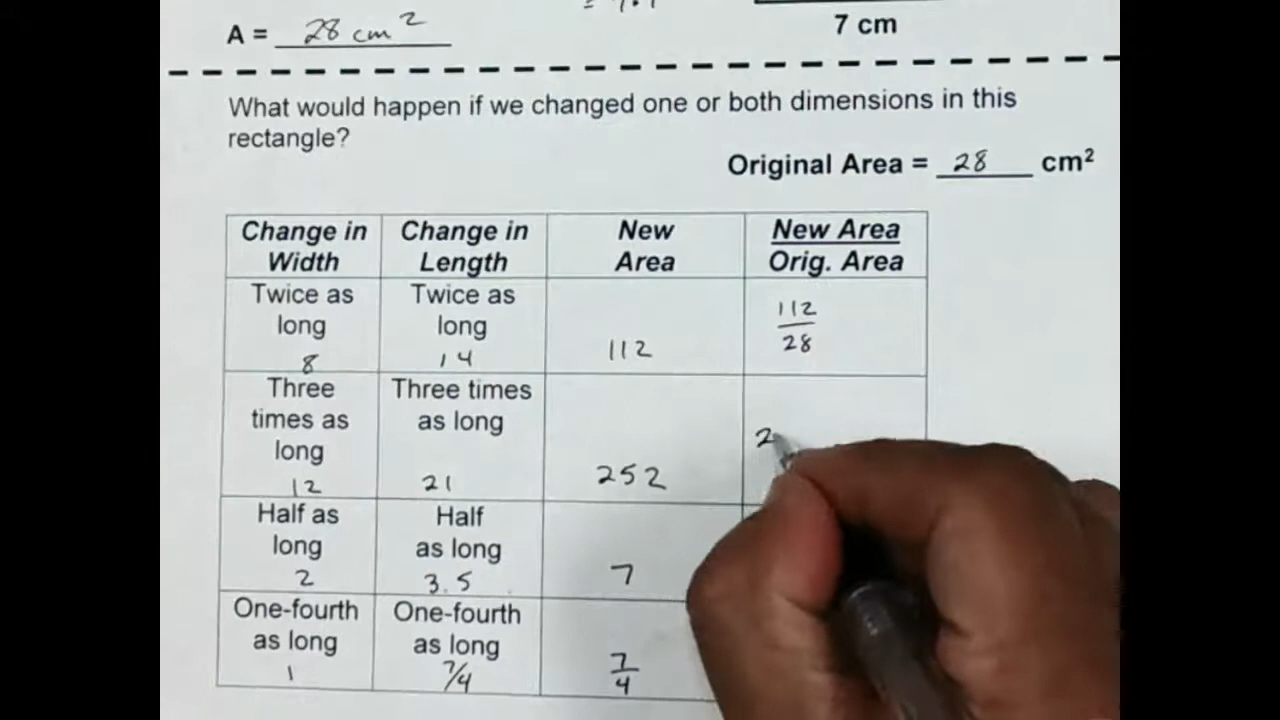 A = 28 cm²
7 cm
What would happen if we changed one or both dimensions in this
rectangle?
Original Area = 28 cm²
Change in
Width
Change in
Length
New
Area
New Area
Orig. Area
Twice as
long
8
Twice as
long
14
112
112
28
Three
times as
long
12
Three times
as long
21
252
2
Half as
long
2
Half
as long
3.5
7
One-fourth
as long
1
One-fourth
as long
7/4
7
4